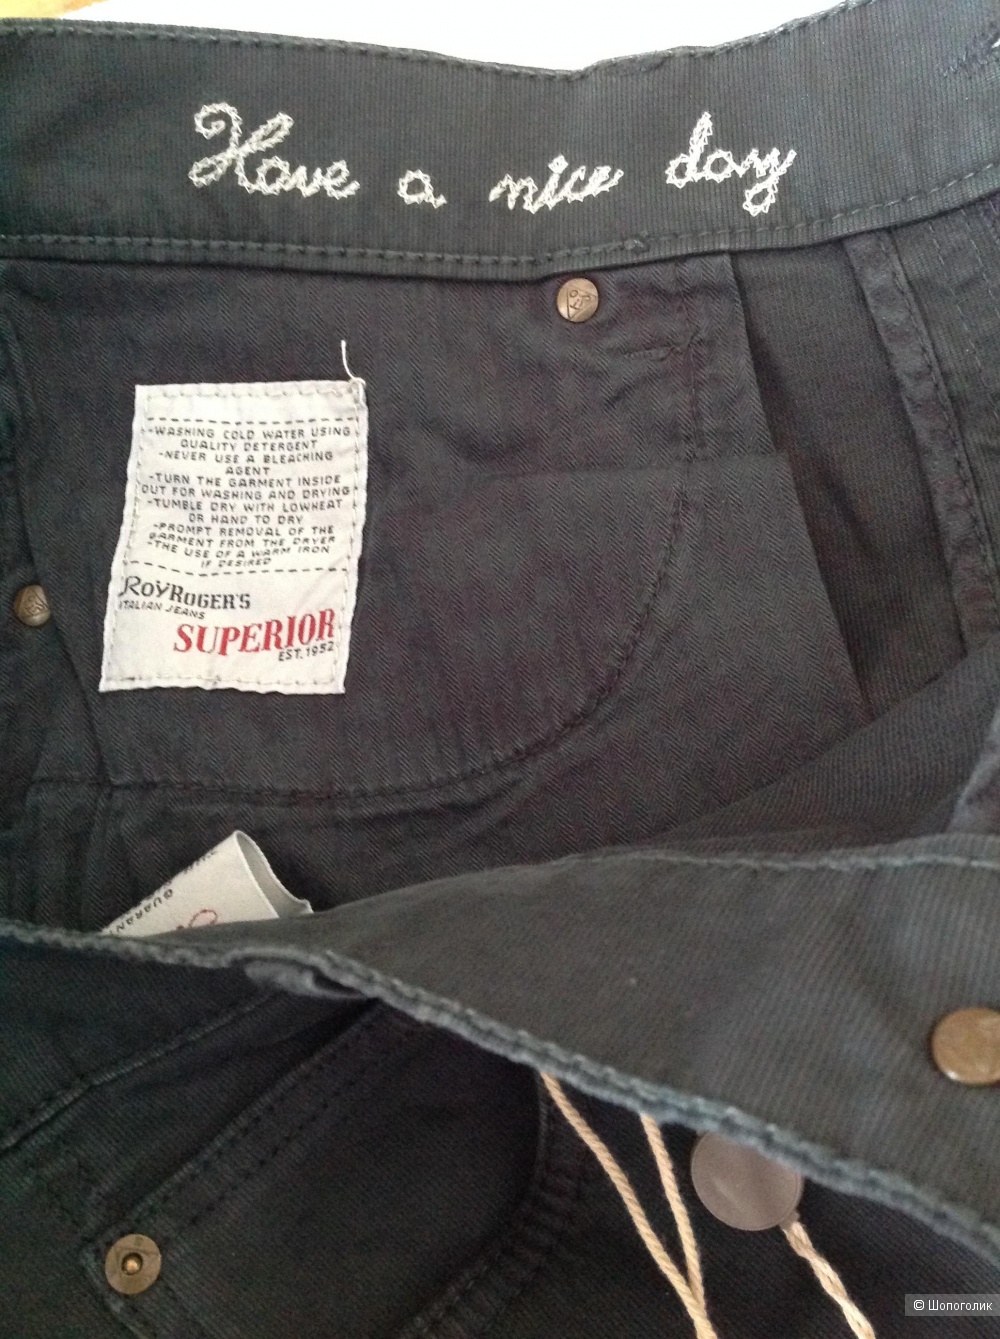 Have a nice day
-WASHING COLD WATER USING
QUALITY DETERGENT
-NEVER USE A BLEACHING
AGENT
-TURN THE GARMENT INSIDE
OUT FOR WASHING AND DRYING
-TUMBLE DRY WITH LOWHEAT
OR HAND TO DRY
-PROMPT REMOVAL OF THE
GARMENT FROM THE DRYER
-THE USE OF A WARM IRON
IF DESIRED
ROYROGER'S
ITALIAN JEANS
SUPERIOR
EST.1952
© Шопоголик